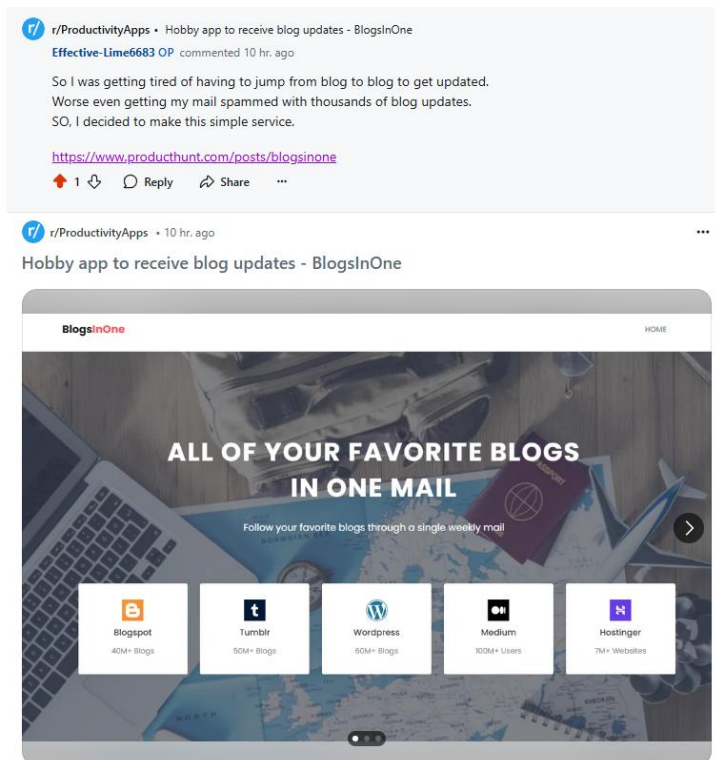 r/ProductivityApps • Hobby app to receive blog updates - BlogsInOne
Effective-Lime6683 OP commented 10 hr. ago
So I was getting tired of having to jump from blog to blog to get updated.
Worse even getting my mail spammed with thousands of blog updates.
SO, I decided to make this simple service.
https://www.producthunt.com/posts/blogsinone
1 Reply Share ···
r/ProductivityApps • 10 hr. ago ···
Hobby app to receive blog updates - BlogsInOne
BlogsInOne HOME
ALL OF YOUR FAVORITE BLOGS
IN ONE MAIL
PASSPORT
Follow your favorite blogs through a single weekly mail
NORWEGIAN SEA
Blogspot Tumblr Wordpress Medium Hostinger
40M+ Blogs 50M+ Blogs 60M+ Blogs 100M+ Users 7M+ Websites
NORTH